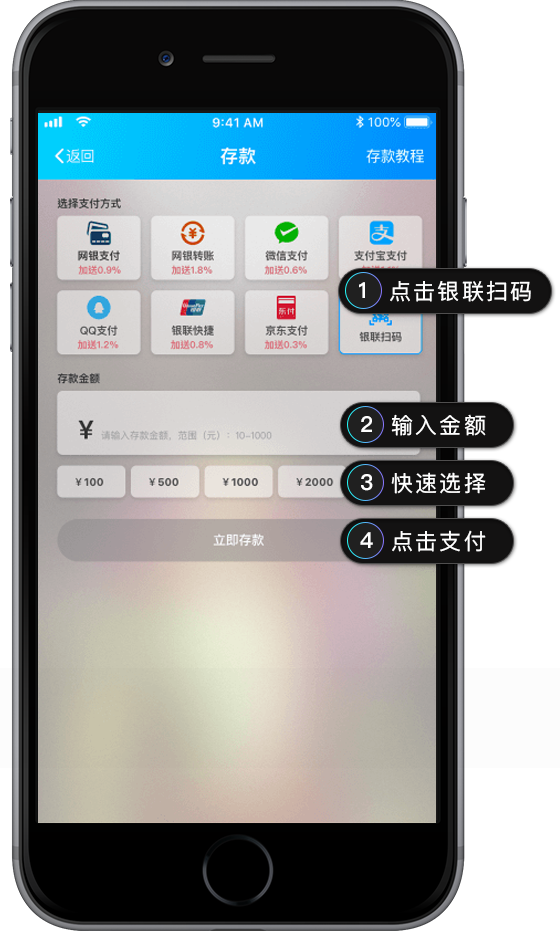 9:41 AM 100%
返回 存款 存款教程
选择支付方式
网银支付 网银转账 微信支付 支付宝支付
加送0.9% 加送1.8% 加送0.6%
1 点击银联扫码
QQ支付 银联快捷 京东支付 银联扫码
加送1.2% 加送0.8% 加送0.3%
存款金额
2 输入金额
¥ 请输入存款金额，范围（元）：10-1000
¥100 ¥500 ¥1000 ¥2000
3 快速选择
立即存款
4 点击支付